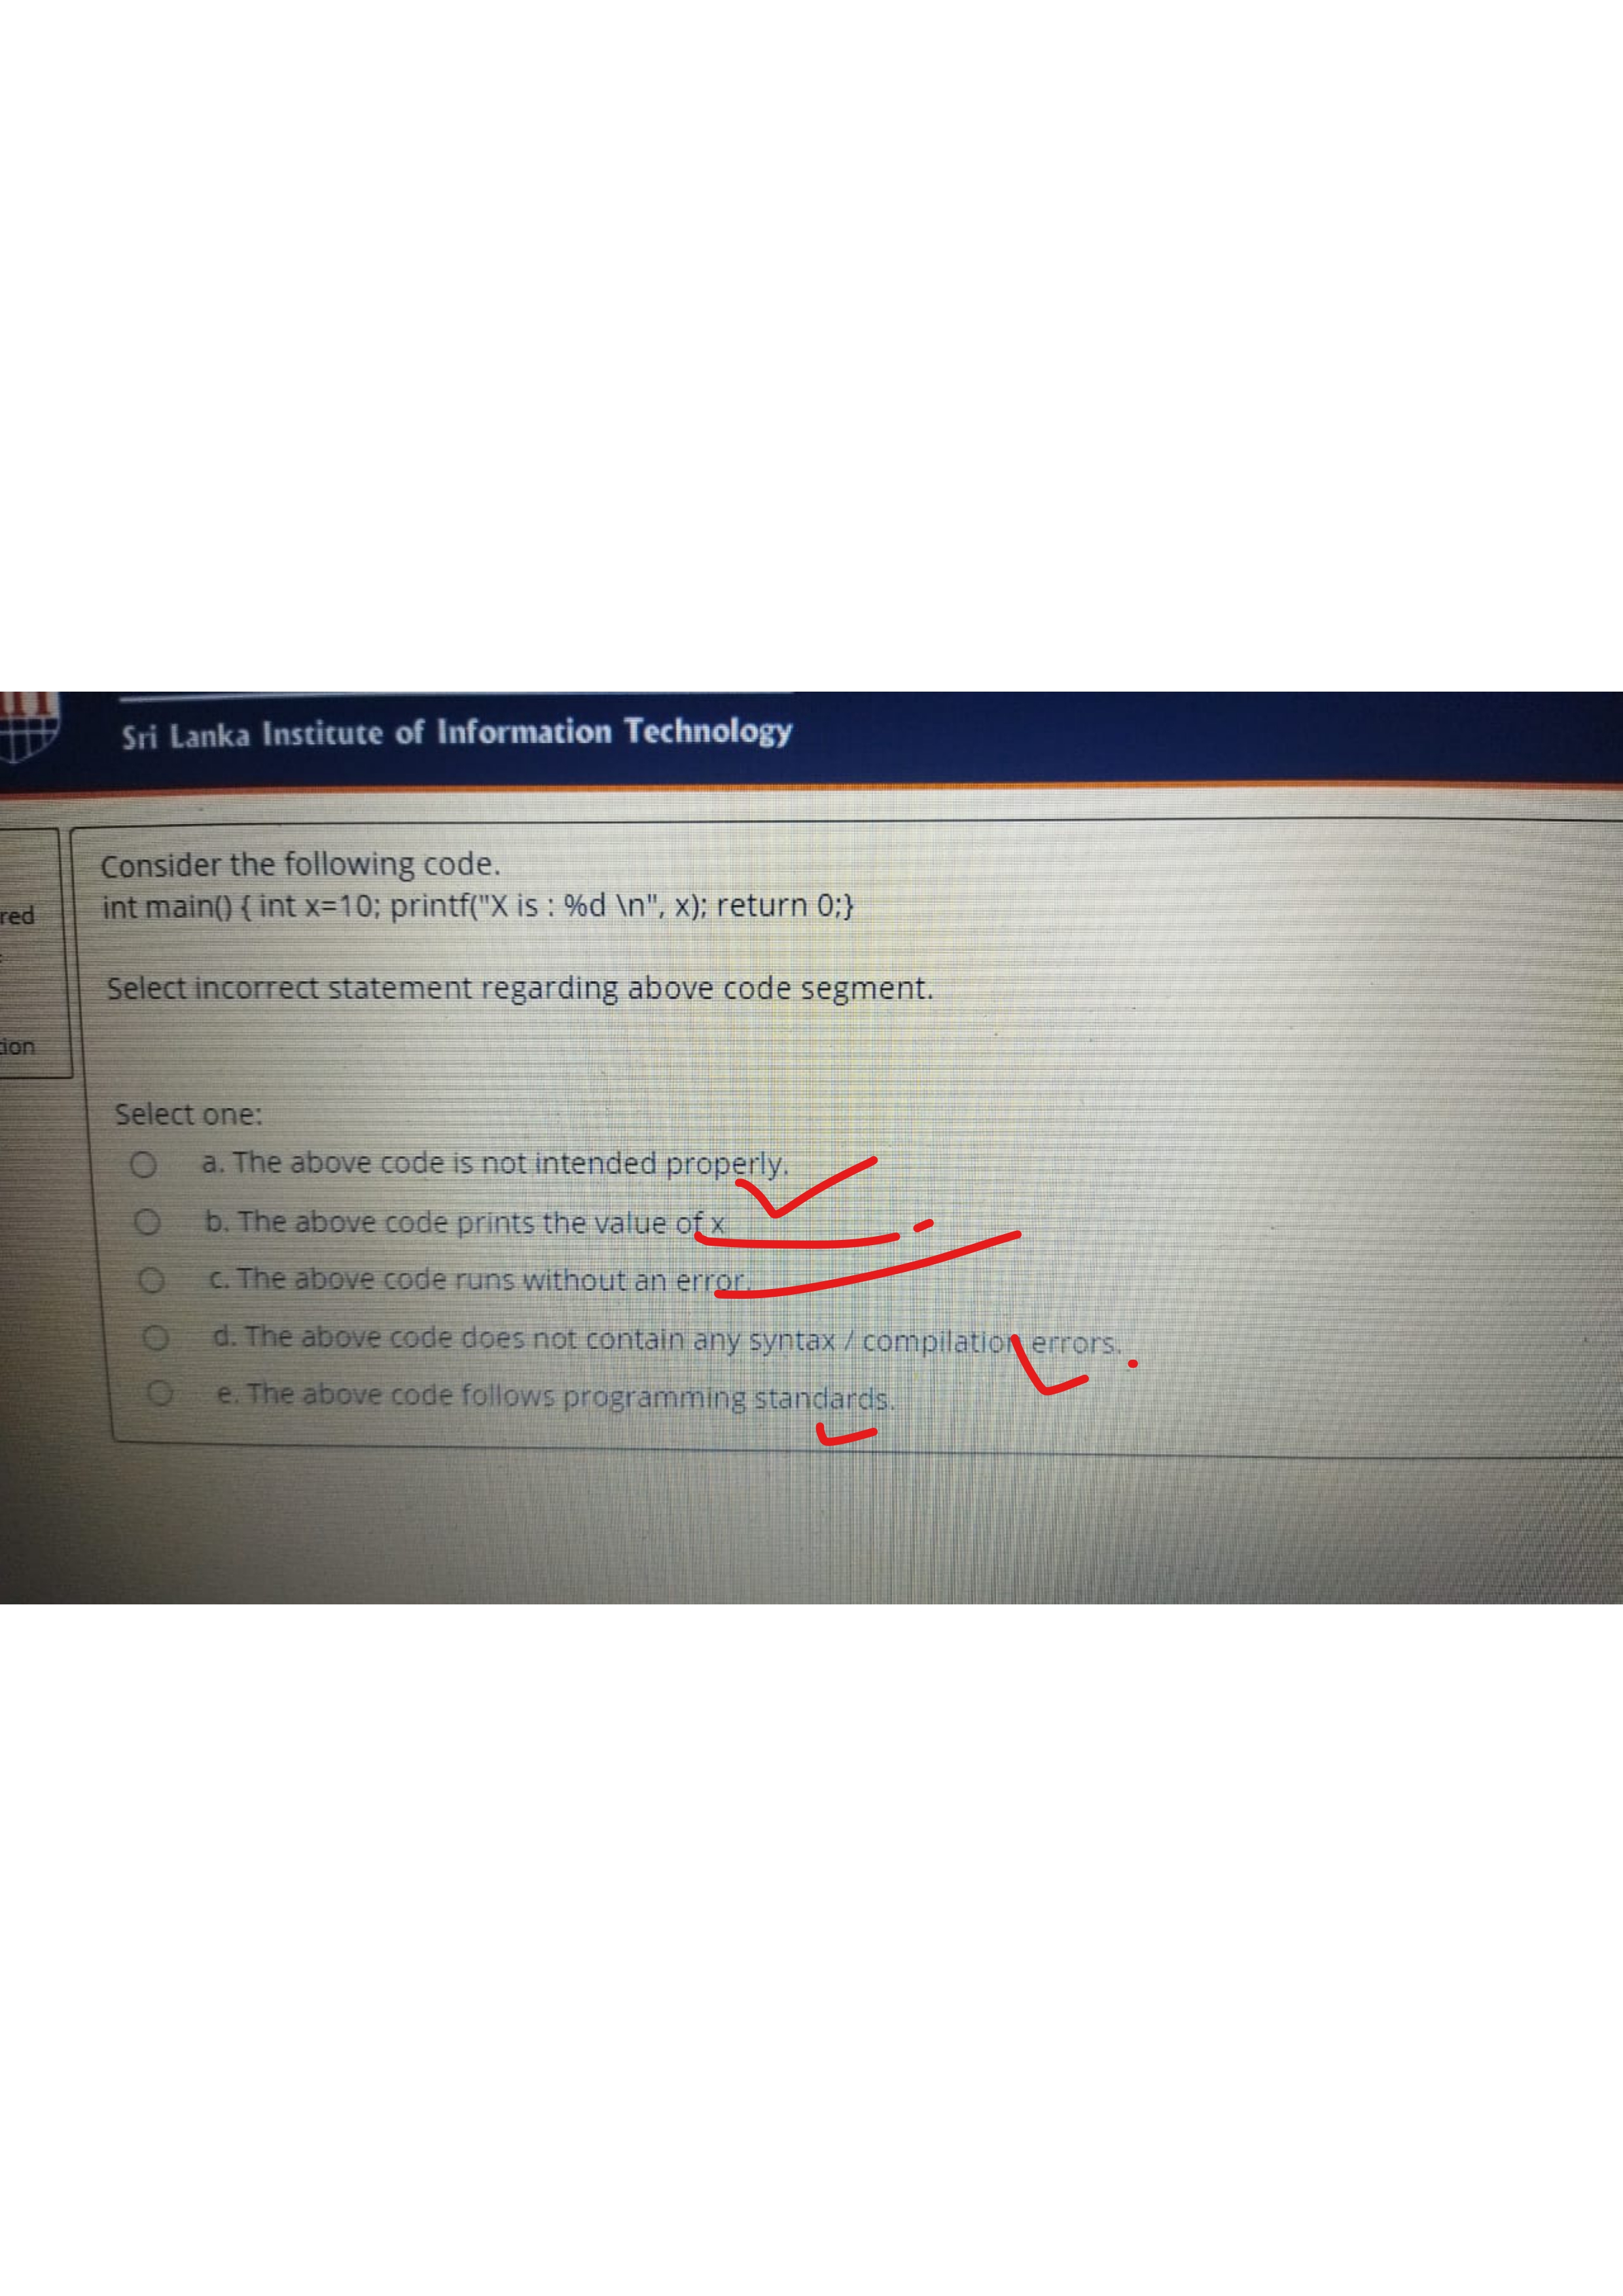 Sri Lanka Institute of Information Technology
red
tion
Consider the following code.
int main() { int x=10; printf("X is : %d \n", x); return 0;}
Select incorrect statement regarding above code segment.
Select one:
a. The above code is not intended properly.
b. The above code prints the value of x
c. The above code runs without an error.
d. The above code does not contain any syntax / compilation errors.
e. The above code follows programming standards.